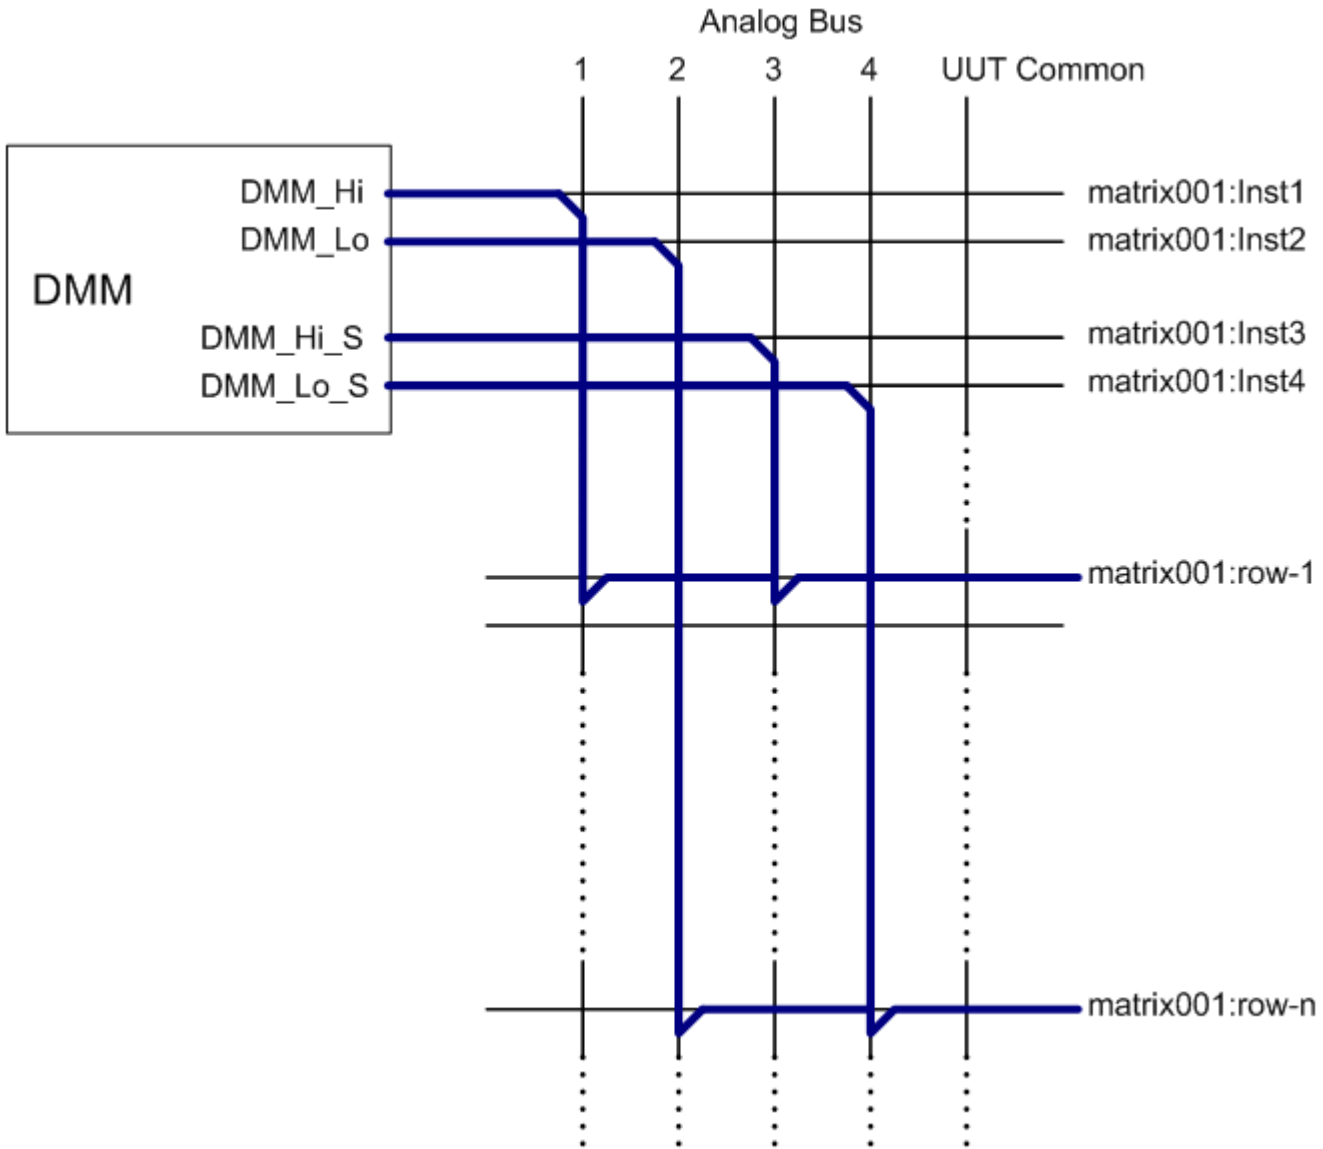 Analog Bus
1 2 3 4 UUT Common
DMM_Hi matrix001:Inst1
DMM_Lo matrix001:Inst2
DMM
DMM_Hi_S matrix001:Inst3
DMM_Lo_S matrix001:Inst4
matrix001:row-1
matrix001:row-n